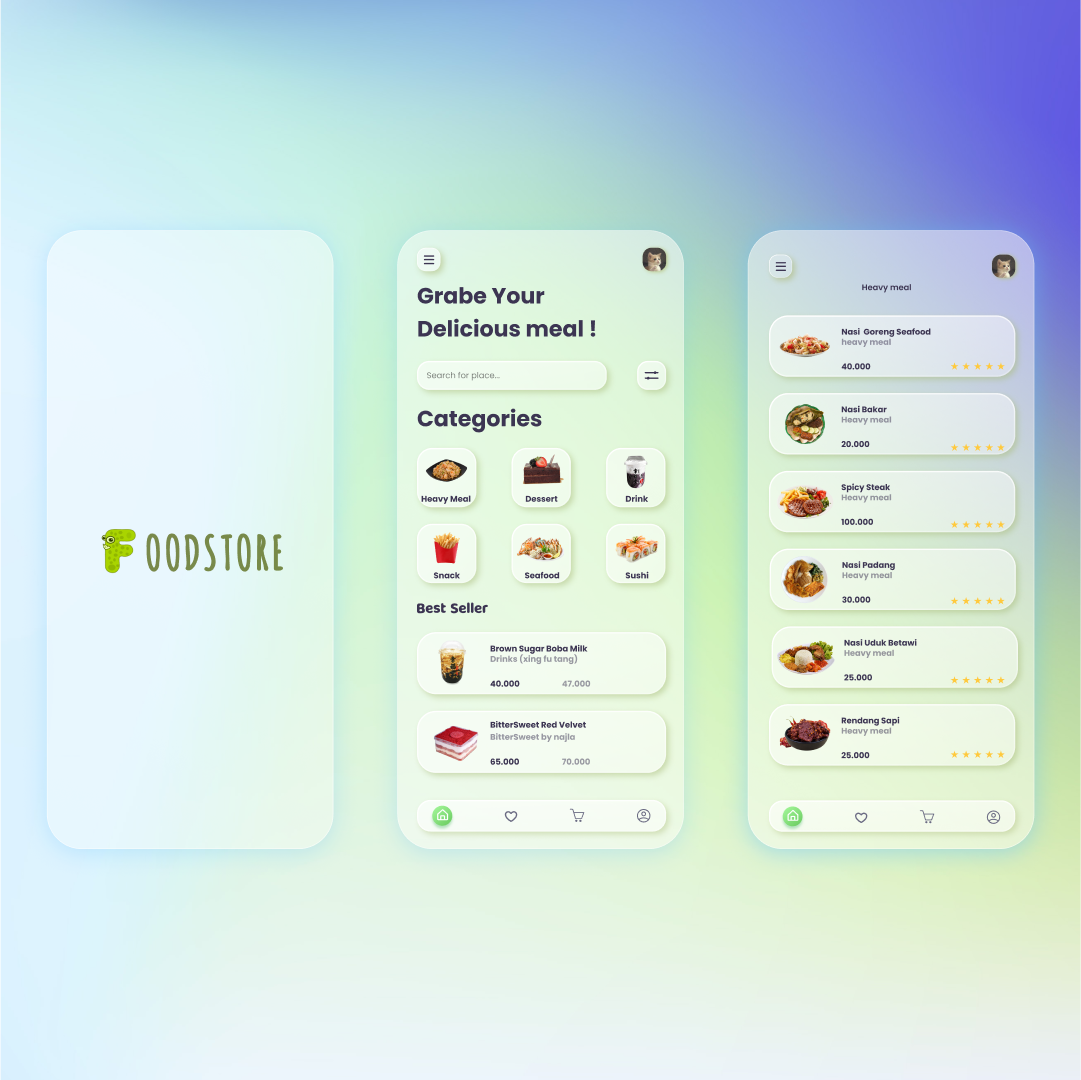 FOODSTORE
Grabe Your
Delicious meal !
Search for place...
Categories
Heavy Meal
Dessert
Drink
Snack
Seafood
Sushi
Best Seller
Brown Sugar Boba Milk
Drinks (xing fu tang)
40.000 47.000
BitterSweet Red Velvet
BitterSweet by najla
65.000 70.000
Heavy meal
Nasi Goreng Seafood
heavy meal
40.000
Nasi Bakar
Heavy meal
20.000
Spicy Steak
Heavy meal
100.000
Nasi Padang
Heavy meal
30.000
Nasi Uduk Betawi
Heavy meal
25.000
Rendang Sapi
Heavy meal
25.000